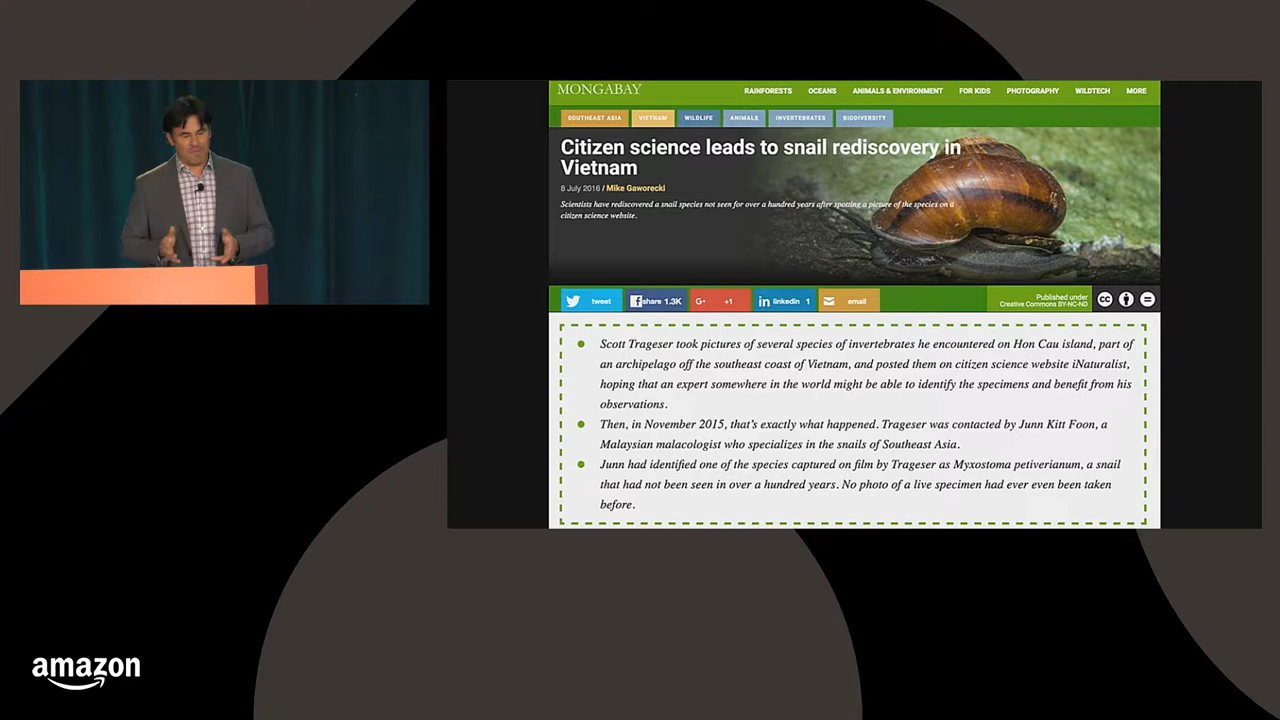 MONGABAY
RAINFORESTS OCEANS ANIMALS & ENVIRONMENT FOR KIDS PHOTOGRAPHY WILDTECH MORE
SOUTHEAST ASIA VIETNAM WILDLIFE ANIMALS INVERTEBRATES BIODIVERSITY
Citizen science leads to snail rediscovery in
Vietnam
8 July 2016 / Mike Gaworecki
Scientists have rediscovered a snail species not seen for over a hundred years after spotting a picture of the species on a
citizen science website.
tweet share 1.3K G+ +1 in linkedin 1 email
Published under
Creative Commons BY-NC-ND
cc
Scott Trageser took pictures of several species of invertebrates he encountered on Hon Cau island, part of
an archipelago off the southeast coast of Vietnam, and posted them on citizen science website iNaturalist,
hoping that an expert somewhere in the world might be able to identify the specimens and benefit from his
observations.
Then, in November 2015, that's exactly what happened. Trageser was contacted by Junn Kitt Foon, a
Malaysian malacologist who specializes in the snails of Southeast Asia.
Junn had identified one of the species captured on film by Trageser as Myxostoma petiverianum, a snail
that had not been seen in over a hundred years. No photo of a live specimen had ever even been taken
before.
amazon